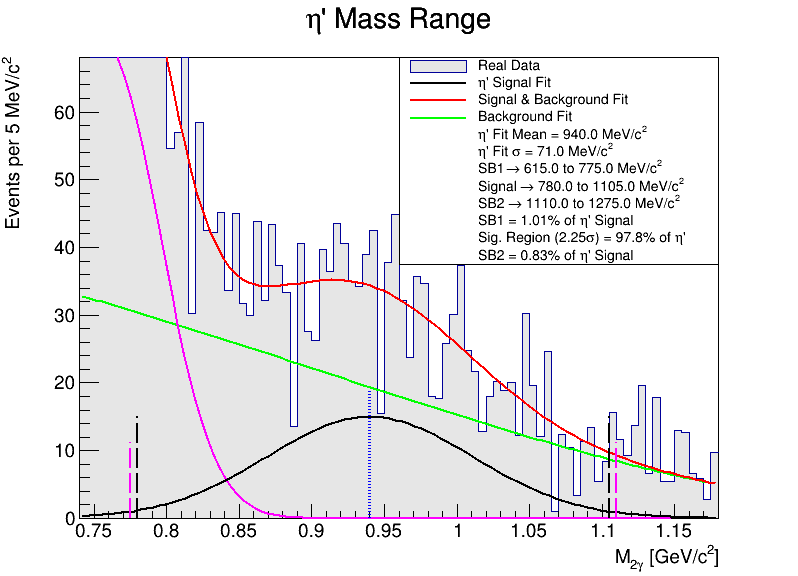 η' Mass Range
Events per 5 MeV/c²
Real Data
η' Signal Fit
Signal & Background Fit
Background Fit
η' Fit Mean = 940.0 MeV/c²
η' Fit σ = 71.0 MeV/c²
SB1 → 615.0 to 775.0 MeV/c²
Signal → 780.0 to 1105.0 MeV/c²
SB2 → 1110.0 to 1275.0 MeV/c²
SB1 = 1.01% of η' Signal
Sig. Region (2.25σ) = 97.8% of η'
SB2 = 0.83% of η' Signal
60
50
40
30
20
10
0
0.75 0.8 0.85 0.9 0.95 1 1.05 1.1 1.15
M₂γ [GeV/c²]